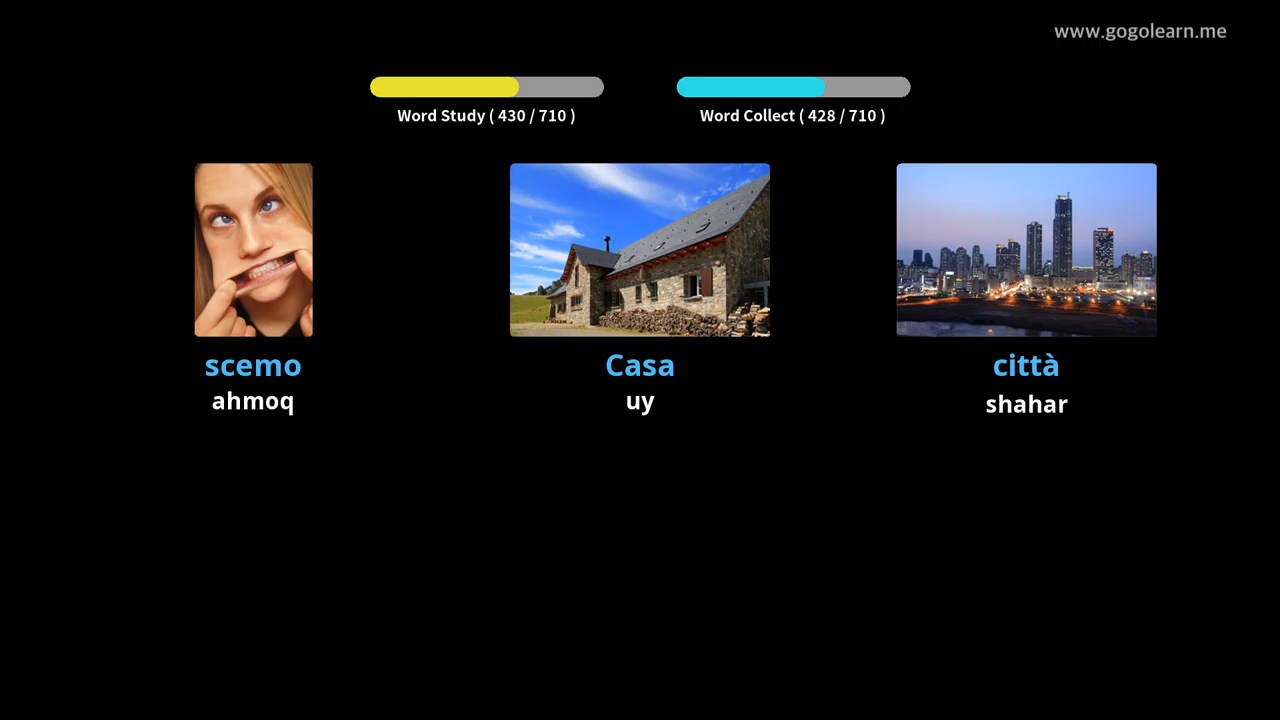 www.gogolearn.me
Word Study ( 430 / 710 )
Word Collect ( 428 / 710 )
scemo
ahmoq
Casa
uy
città
shahar